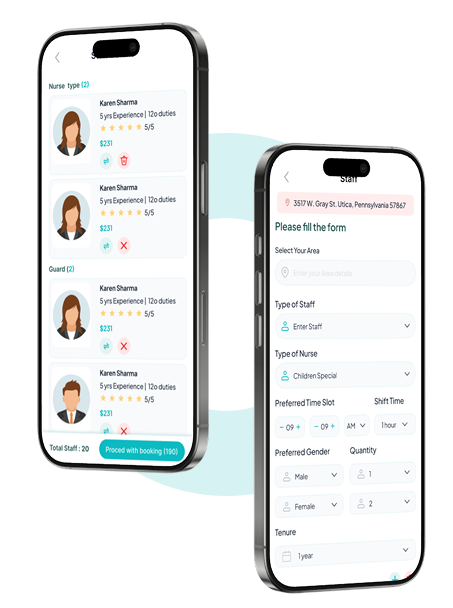 Nurse type (2)
Karen Sharma
5 yrs Experience | 12o duties
5/5
$231
Karen Sharma
5 yrs Experience | 12o duties
5/5
$231
Guard (2)
Karen Sharma
5 yrs Experience | 12o duties
5/5
$231
Karen Sharma
5 yrs Experience | 12o duties
5/5
$231
Total Staff : 20
Proced with booking (190)
Staff
3517 W. Gray St. Utica, Pennsylvania 57867
Please fill the form
Select Your Area
Enter your Area details
Type of Staff
Enter Staff
Type of Nurse
Children Special
Preferred Time Slot Shift Time
− 09 + − 09 + AM 1 hour
Preferred Gender Quantity
Male 1
Female 2
Tenure
1 year